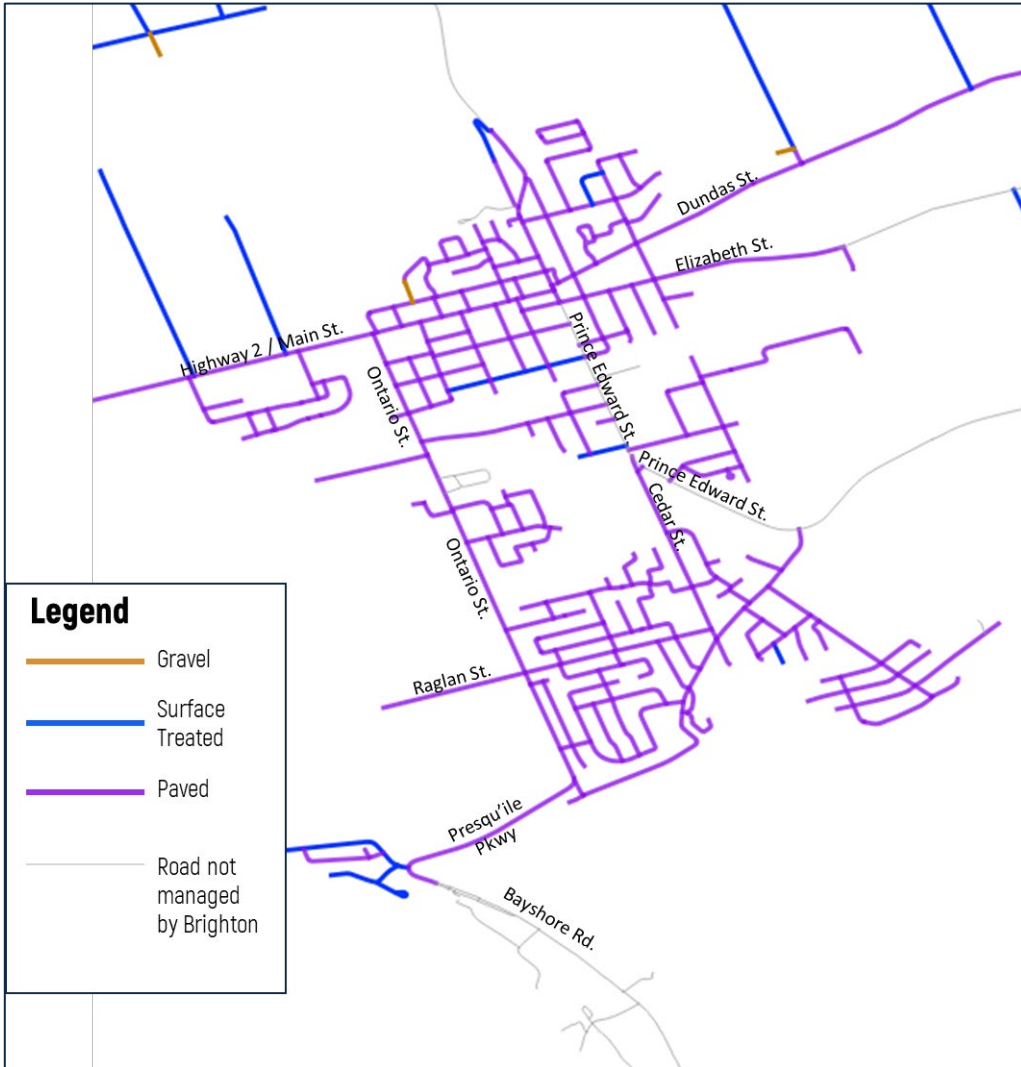 Dundas St.
Elizabeth St.
Highway 2 / Main St.
Prince Edward St.
Ontario St.
Prince Edward St.
Cedar St.
Ontario St.
Raglan St.
Presqu'ile
Pkwy
Bayshore Rd.
Legend
Gravel
Surface
Treated
Paved
Road not
managed
by Brighton